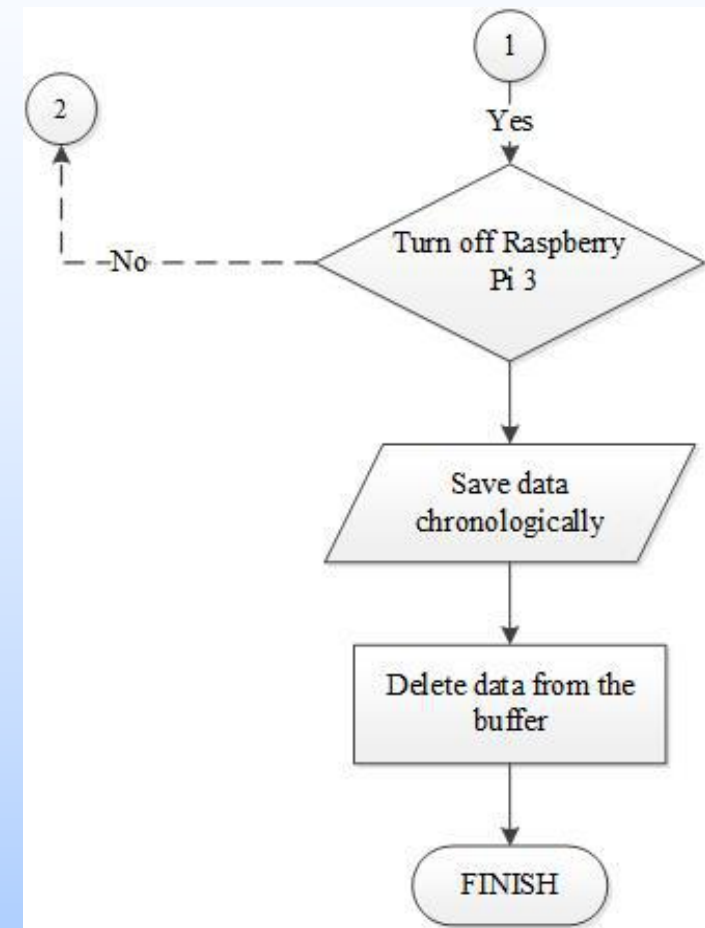 1
2
Yes
Turn off Raspberry
Pi 3
No
Save data
chronologically
Delete data from the
buffer
FINISH